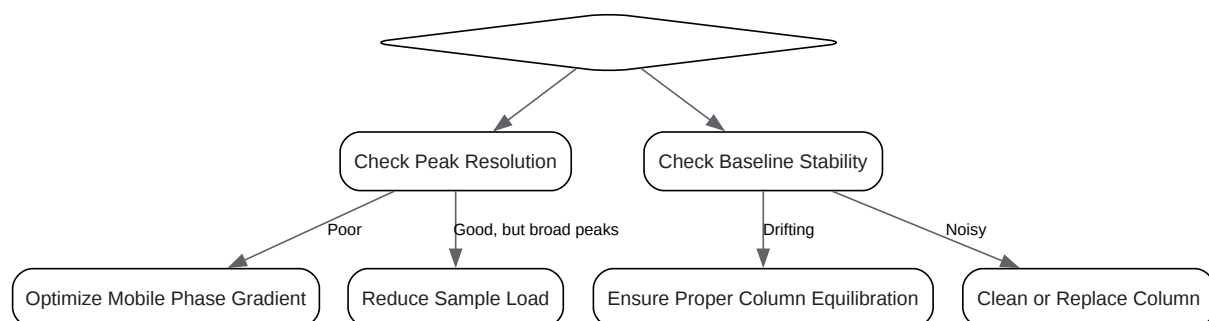 Check Peak Resolution
Check Baseline Stability
Poor
Good, but broad peaks
Drifting
Noisy
Optimize Mobile Phase Gradient
Reduce Sample Load
Ensure Proper Column Equilibration
Clean or Replace Column